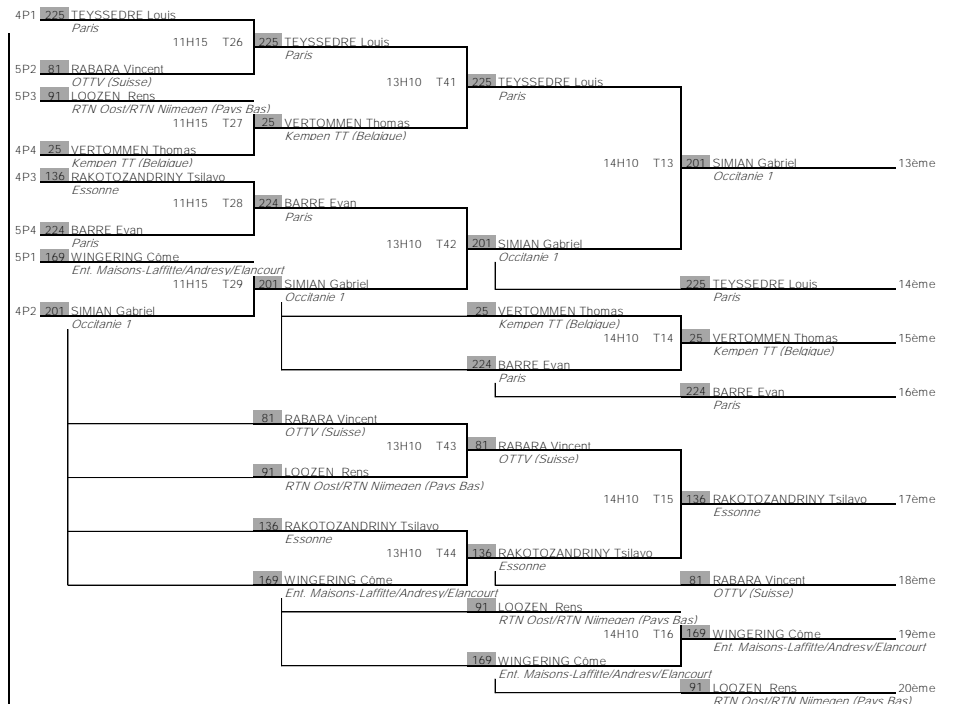 4P1 225 TEYSSEDRE Louis
Paris
11H15 T26 225 TEYSSEDRE Louis
Paris
5P2 81 RABARA Vincent
OTTV (Suisse)
13H10 T41 225 TEYSSEDRE Louis
Paris
5P3 91 LOOZEN Rens
RTN Oost/RTN Nijmegen (Pays Bas)
11H15 T27 25 VERTOMMEN Thomas
Kempen TT (Belgique)
4P4 25 VERTOMMEN Thomas
Kempen TT (Belgique)
14H10 T13 201 SIMIAN Gabriel 13ème
Occitanie 1
4P3 136 RAKOTOZANDRINY Tsilavo
Essonne
11H15 T28 224 BARRE Evan
Paris
5P4 224 BARRE Evan
Paris
13H10 T42 201 SIMIAN Gabriel
Occitanie 1
5P1 169 WINGERING Côme
Ent. Maisons-Laffitte/Andresy/Elancourt
11H15 T29 201 SIMIAN Gabriel
Occitanie 1
225 TEYSSEDRE Louis 14ème
Paris
4P2 201 SIMIAN Gabriel
Occitanie 1
25 VERTOMMEN Thomas
Kempen TT (Belgique)
14H10 T14 25 VERTOMMEN Thomas 15ème
Kempen TT (Belgique)
224 BARRE Evan
Paris
224 BARRE Evan 16ème
Paris
81 RABARA Vincent
OTTV (Suisse)
13H10 T43 81 RABARA Vincent
OTTV (Suisse)
91 LOOZEN Rens
RTN Oost/RTN Nijmegen (Pays Bas)
14H10 T15 136 RAKOTOZANDRINY Tsilavo 17ème
Essonne
136 RAKOTOZANDRINY Tsilavo
Essonne
13H10 T44 136 RAKOTOZANDRINY Tsilavo
Essonne
169 WINGERING Côme
Ent. Maisons-Laffitte/Andresy/Elancourt
81 RABARA Vincent 18ème
OTTV (Suisse)
91 LOOZEN Rens
RTN Oost/RTN Nijmegen (Pays Bas)
14H10 T16 169 WINGERING Côme 19ème
Ent. Maisons-Laffitte/Andresy/Elancourt
169 WINGERING Côme
Ent. Maisons-Laffitte/Andresy/Elancourt
91 LOOZEN Rens 20ème
RTN Oost/RTN Nijmegen (Pays Bas)